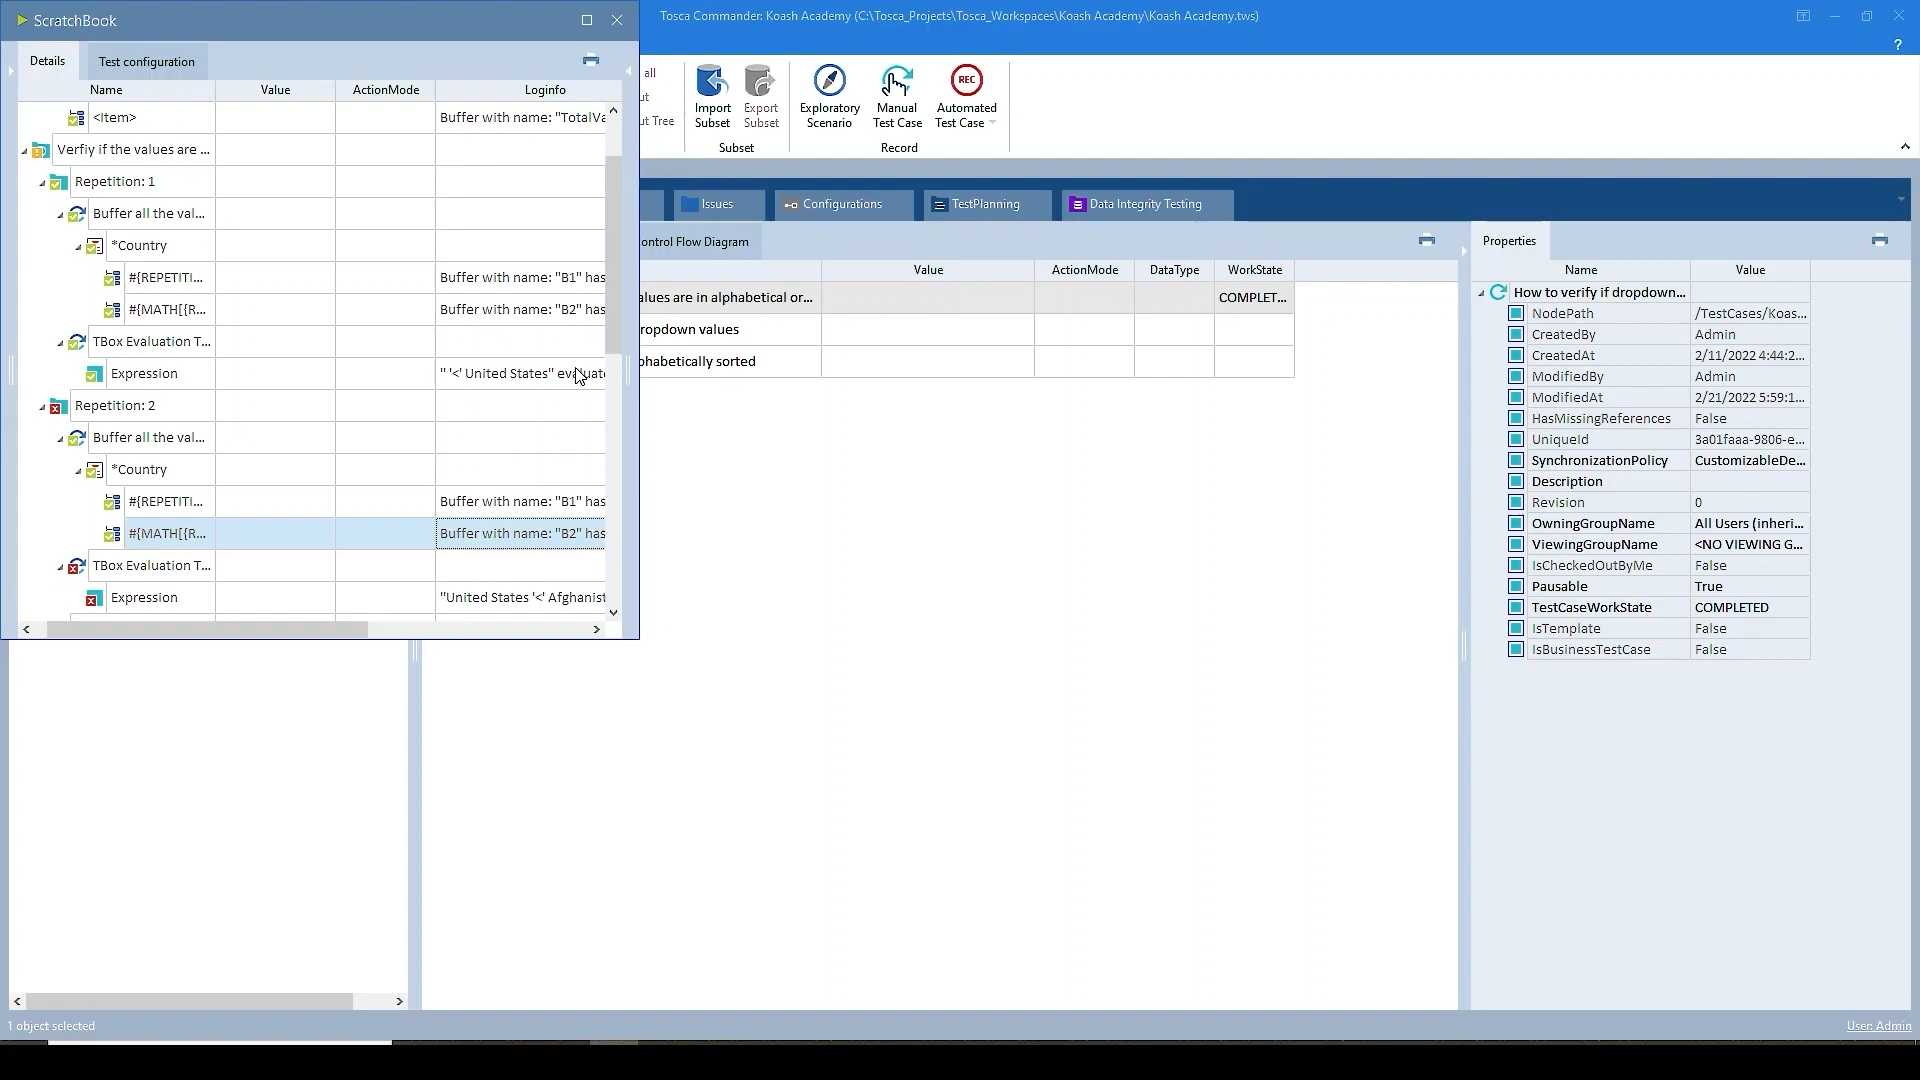 ScratchBook
Tosca Commander: Koash Academy (C:\Tosca_Projects\Tosca_Workspaces\Koash Academy\Koash Academy.tws)
?
Details
Test configuration
Name Value ActionMode Loginfo
<Item> Buffer with name: "TotalVa
Verfiy if the values are ...
Repetition: 1
Buffer all the val...
*Country
#{REPETITI... Buffer with name: "B1" has
#{MATH[{R... Buffer with name: "B2" has
TBox Evaluation T...
Expression " '<' United States" evaluate
Repetition: 2
Buffer all the val...
*Country
#{REPETITI... Buffer with name: "B1" has
#{MATH[{R... Buffer with name: "B2" has
TBox Evaluation T...
Expression "United States '<' Afghanist
all
ut
ut Tree
Import Subset
Export Subset
Subset
Exploratory Scenario
Manual Test Case
REC
Automated Test Case
Record
Issues
Configurations
TestPlanning
Data Integrity Testing
ontrol Flow Diagram
Value ActionMode DataType WorkState
alues are in alphabetical or... COMPLET...
ropdown values
phabetically sorted
Properties
Name Value
How to verify if dropdown...
NodePath /TestCases/Koas...
CreatedBy Admin
CreatedAt 2/11/2022 4:44:2...
ModifiedBy Admin
ModifiedAt 2/21/2022 5:59:1...
HasMissingReferences False
UniqueId 3a01faaa-9806-e...
SynchronizationPolicy CustomizableDe...
Description
Revision 0
OwningGroupName All Users (inheri...
ViewingGroupName <NO VIEWING G...
IsCheckedOutByMe False
Pausable True
TestCaseWorkState COMPLETED
IsTemplate False
IsBusinessTestCase False
1 object selected
User: Admin